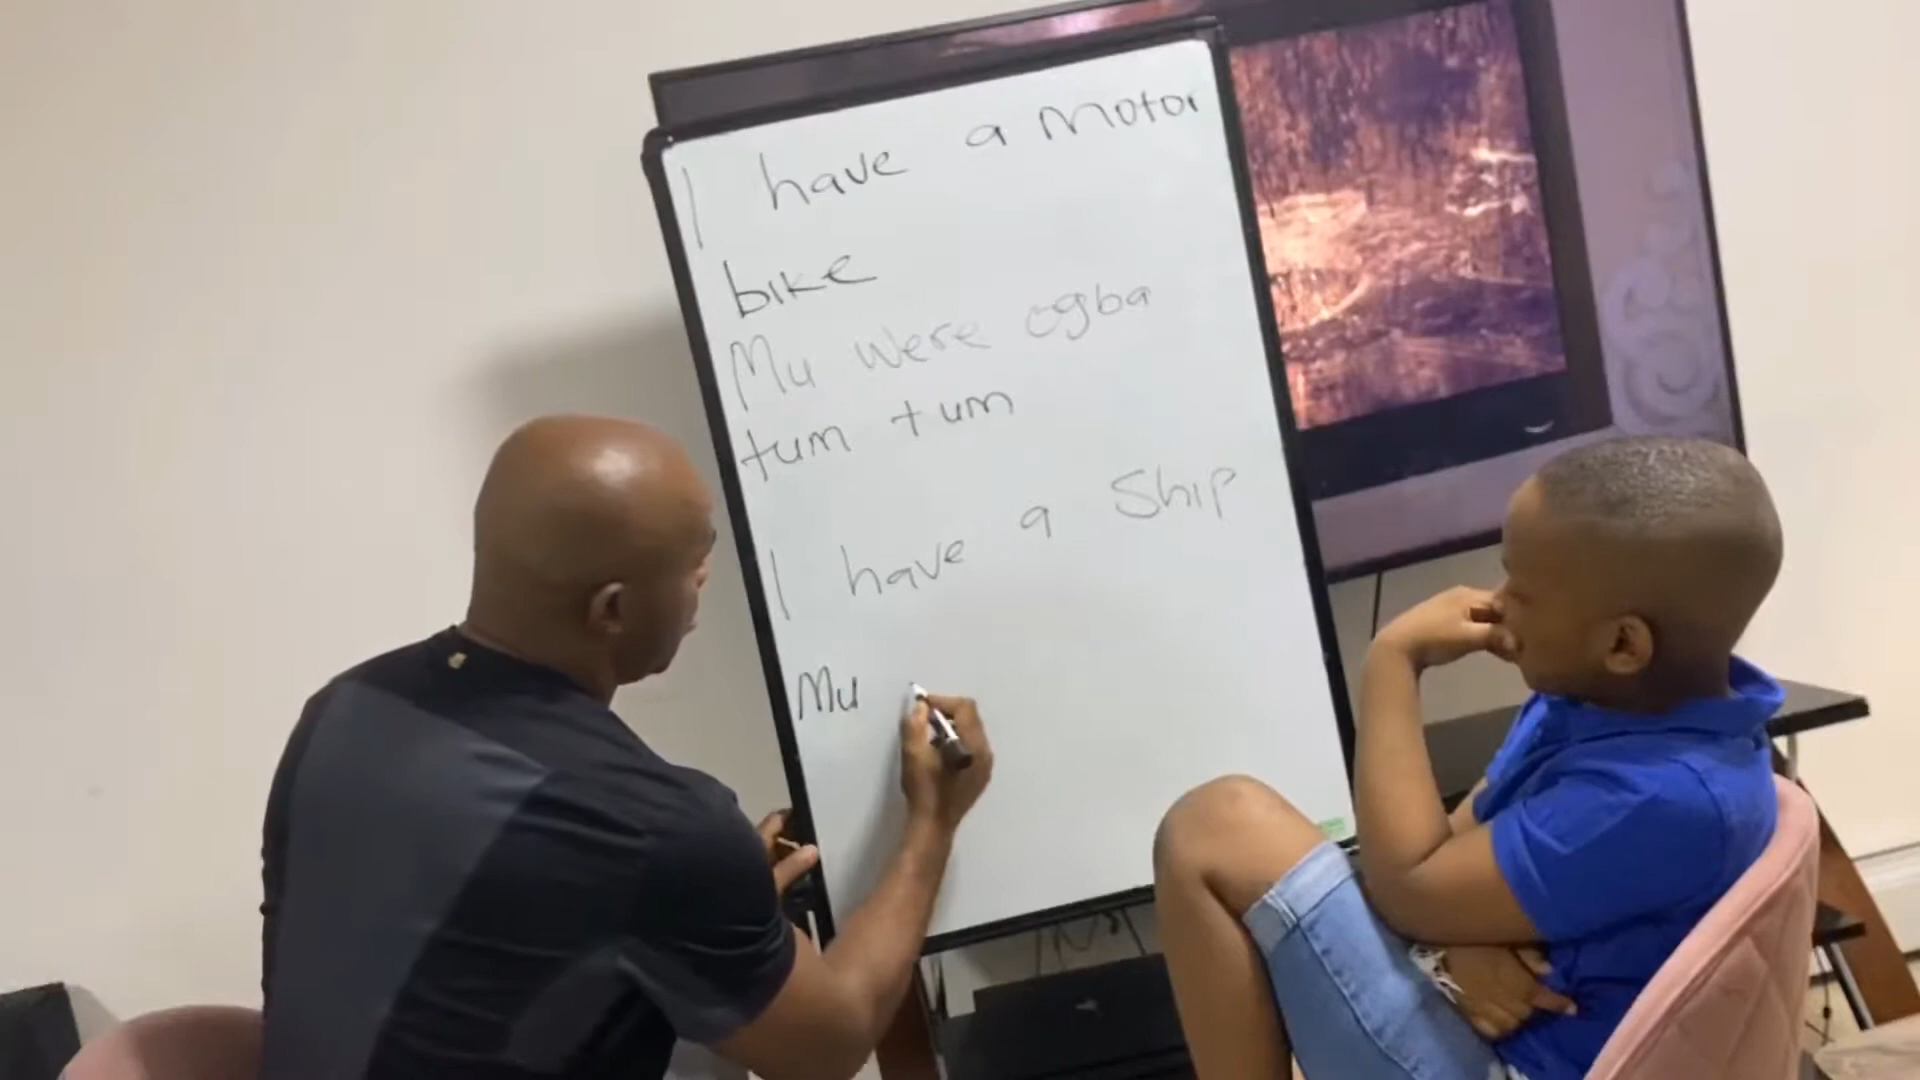 I have a motor
bike
Mu were ogba
tum tum
I have a Ship
Mu